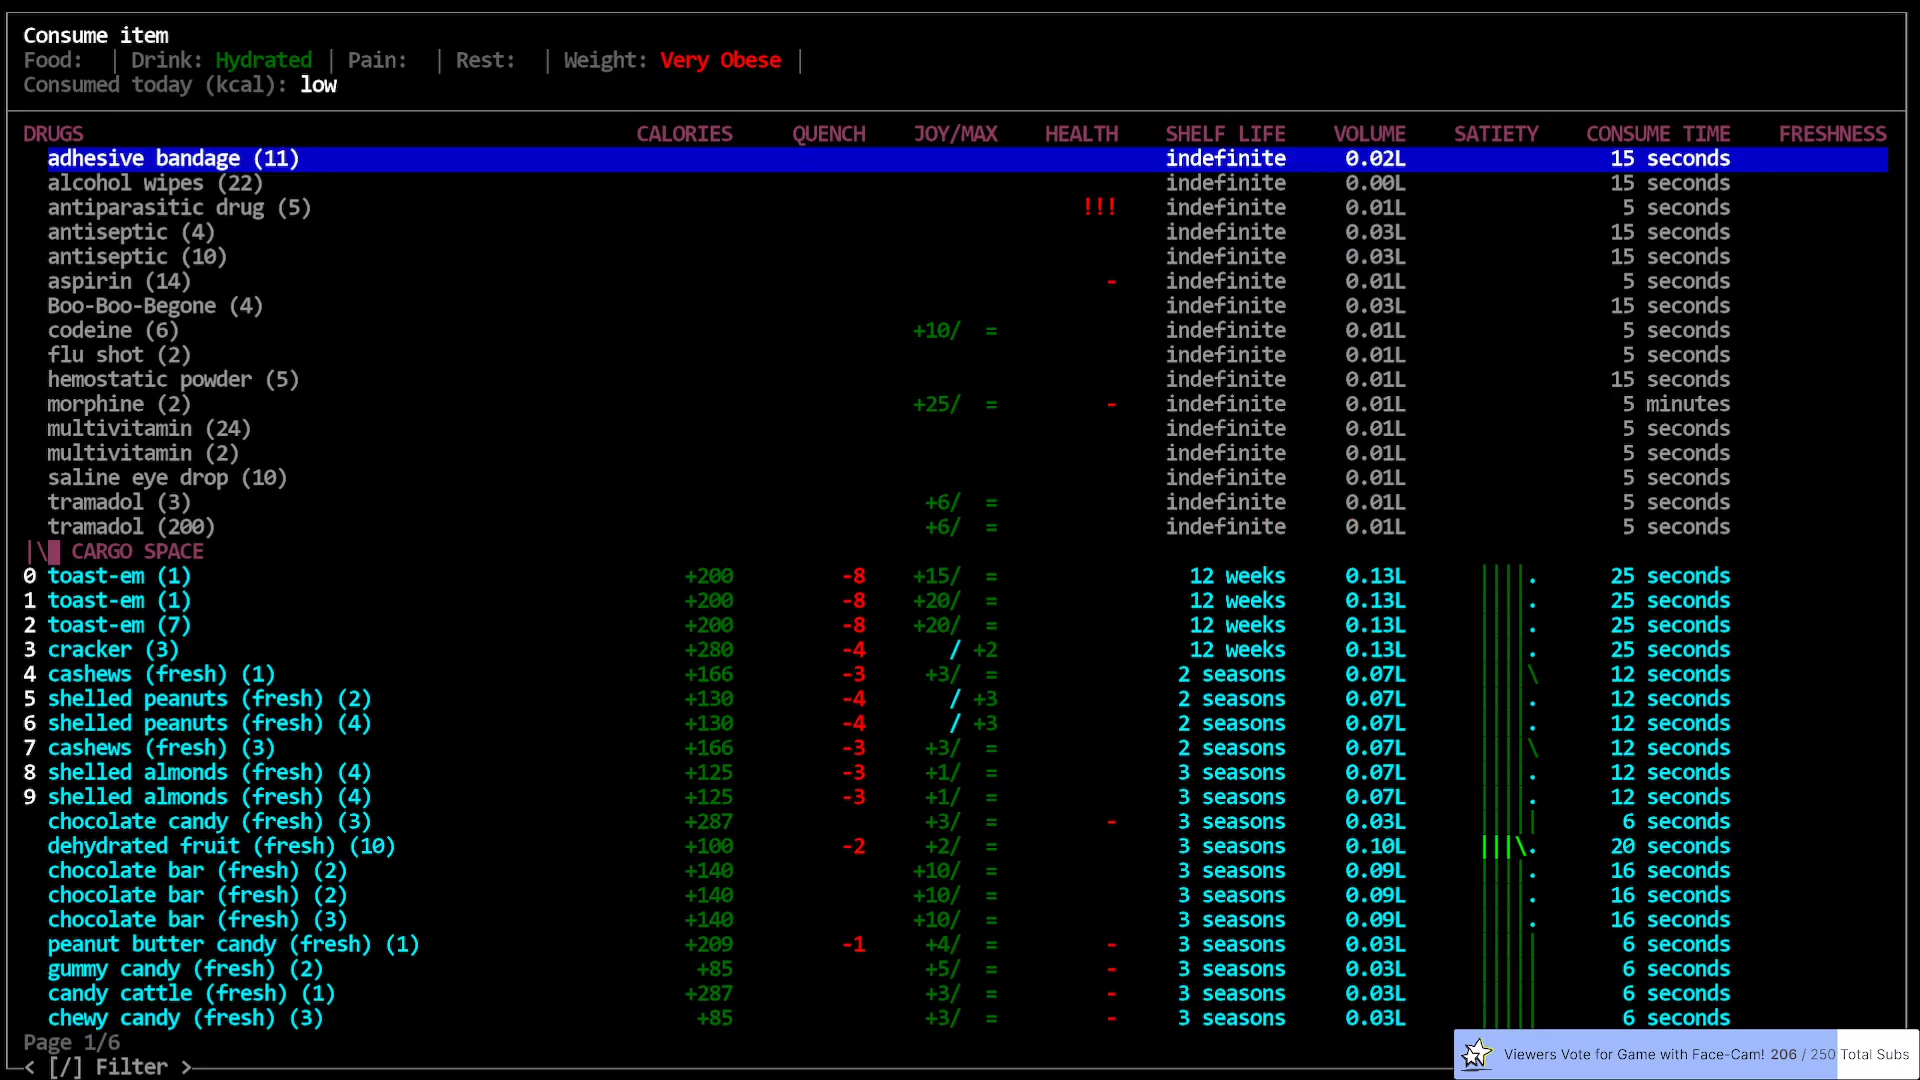 Consume item
Food: | Drink: Hydrated | Pain: | Rest: | Weight: Very Obese |
Consumed today (kcal): low
DRUGS CALORIES QUENCH JOY/MAX HEALTH SHELF LIFE VOLUME SATIETY CONSUME TIME FRESHNESS
adhesive bandage (11) indefinite 0.02L 15 seconds
alcohol wipes (22) indefinite 0.00L 15 seconds
antiparasitic drug (5) !!! indefinite 0.01L 5 seconds
antiseptic (4) indefinite 0.03L 15 seconds
antiseptic (10) indefinite 0.03L 15 seconds
aspirin (14) - indefinite 0.01L 5 seconds
Boo-Boo-Begone (4) indefinite 0.03L 15 seconds
codeine (6) +10/ = indefinite 0.01L 5 seconds
flu shot (2) indefinite 0.01L 5 seconds
hemostatic powder (5) indefinite 0.01L 15 seconds
morphine (2) +25/ = - indefinite 0.01L 5 minutes
multivitamin (24) indefinite 0.01L 5 seconds
multivitamin (2) indefinite 0.01L 5 seconds
saline eye drop (10) indefinite 0.01L 5 seconds
tramadol (3) +6/ = indefinite 0.01L 5 seconds
tramadol (200) +6/ = indefinite 0.01L 5 seconds
|\█ CARGO SPACE
0 toast-em (1) +200 -8 +15/ = 12 weeks 0.13L ||||. 25 seconds
1 toast-em (1) +200 -8 +20/ = 12 weeks 0.13L ||||. 25 seconds
2 toast-em (7) +200 -8 +20/ = 12 weeks 0.13L ||||. 25 seconds
3 cracker (3) +280 -4 / +2 12 weeks 0.13L ||||. 25 seconds
4 cashews (fresh) (1) +166 -3 +3/ = 2 seasons 0.07L ||||\ 12 seconds
5 shelled peanuts (fresh) (2) +130 -4 / +3 2 seasons 0.07L ||||. 12 seconds
6 shelled peanuts (fresh) (4) +130 -4 / +3 2 seasons 0.07L ||||. 12 seconds
7 cashews (fresh) (3) +166 -3 +3/ = 2 seasons 0.07L ||||\ 12 seconds
8 shelled almonds (fresh) (4) +125 -3 +1/ = 3 seasons 0.07L ||||. 12 seconds
9 shelled almonds (fresh) (4) +125 -3 +1/ = 3 seasons 0.07L ||||. 12 seconds
chocolate candy (fresh) (3) +287 +3/ = - 3 seasons 0.03L ||||| 6 seconds
dehydrated fruit (fresh) (10) +100 -2 +2/ = 3 seasons 0.10L |||\. 20 seconds
chocolate bar (fresh) (2) +140 +10/ = 3 seasons 0.09L ||||. 16 seconds
chocolate bar (fresh) (2) +140 +10/ = 3 seasons 0.09L ||||. 16 seconds
chocolate bar (fresh) (3) +140 +10/ = 3 seasons 0.09L ||||. 16 seconds
peanut butter candy (fresh) (1) +209 -1 +4/ = - 3 seasons 0.03L ||||| 6 seconds
gummy candy (fresh) (2) +85 +5/ = - 3 seasons 0.03L ||||| 6 seconds
candy cattle (fresh) (1) +287 +3/ = - 3 seasons 0.03L ||||| 6 seconds
chewy candy (fresh) (3) +85 +3/ = - 3 seasons 0.03L ||||| 6 seconds
Page 1/6
< [/] Filter >
Viewers Vote for Game with Face-Cam! 206 / 250 Total Subs